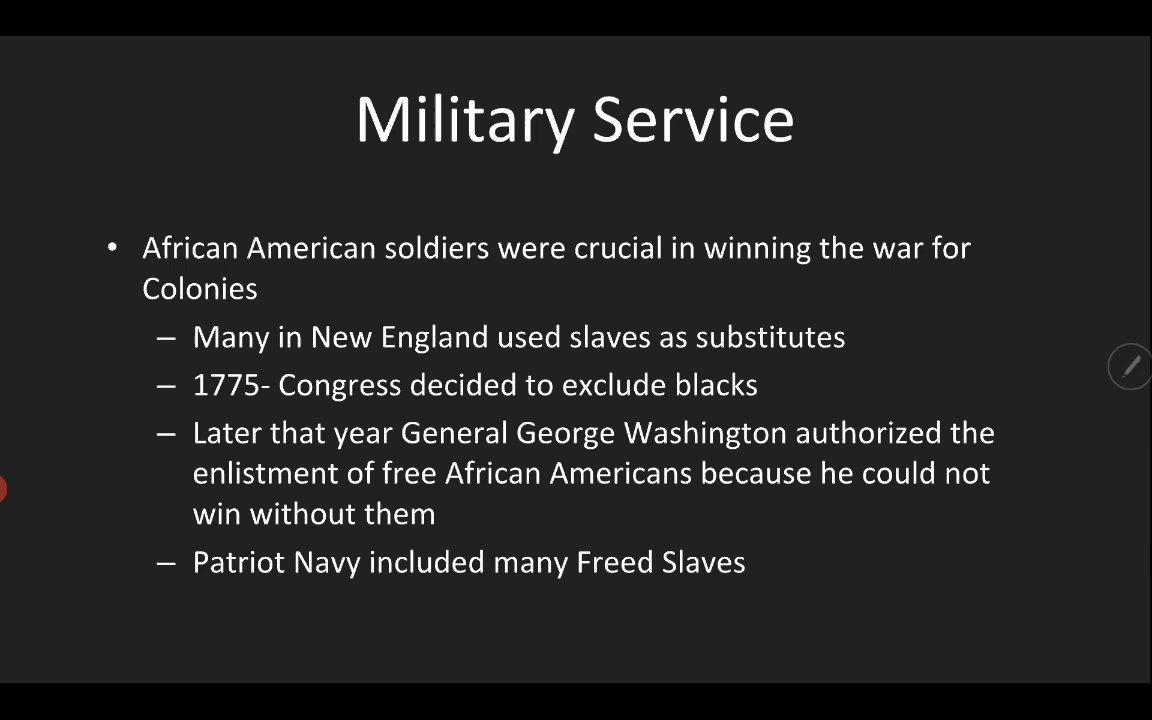 Military Service
• African American soldiers were crucial in winning the war for
Colonies
– Many in New England used slaves as substitutes
– 1775- Congress decided to exclude blacks
– Later that year General George Washington authorized the
enlistment of free African Americans because he could not
win without them
– Patriot Navy included many Freed Slaves